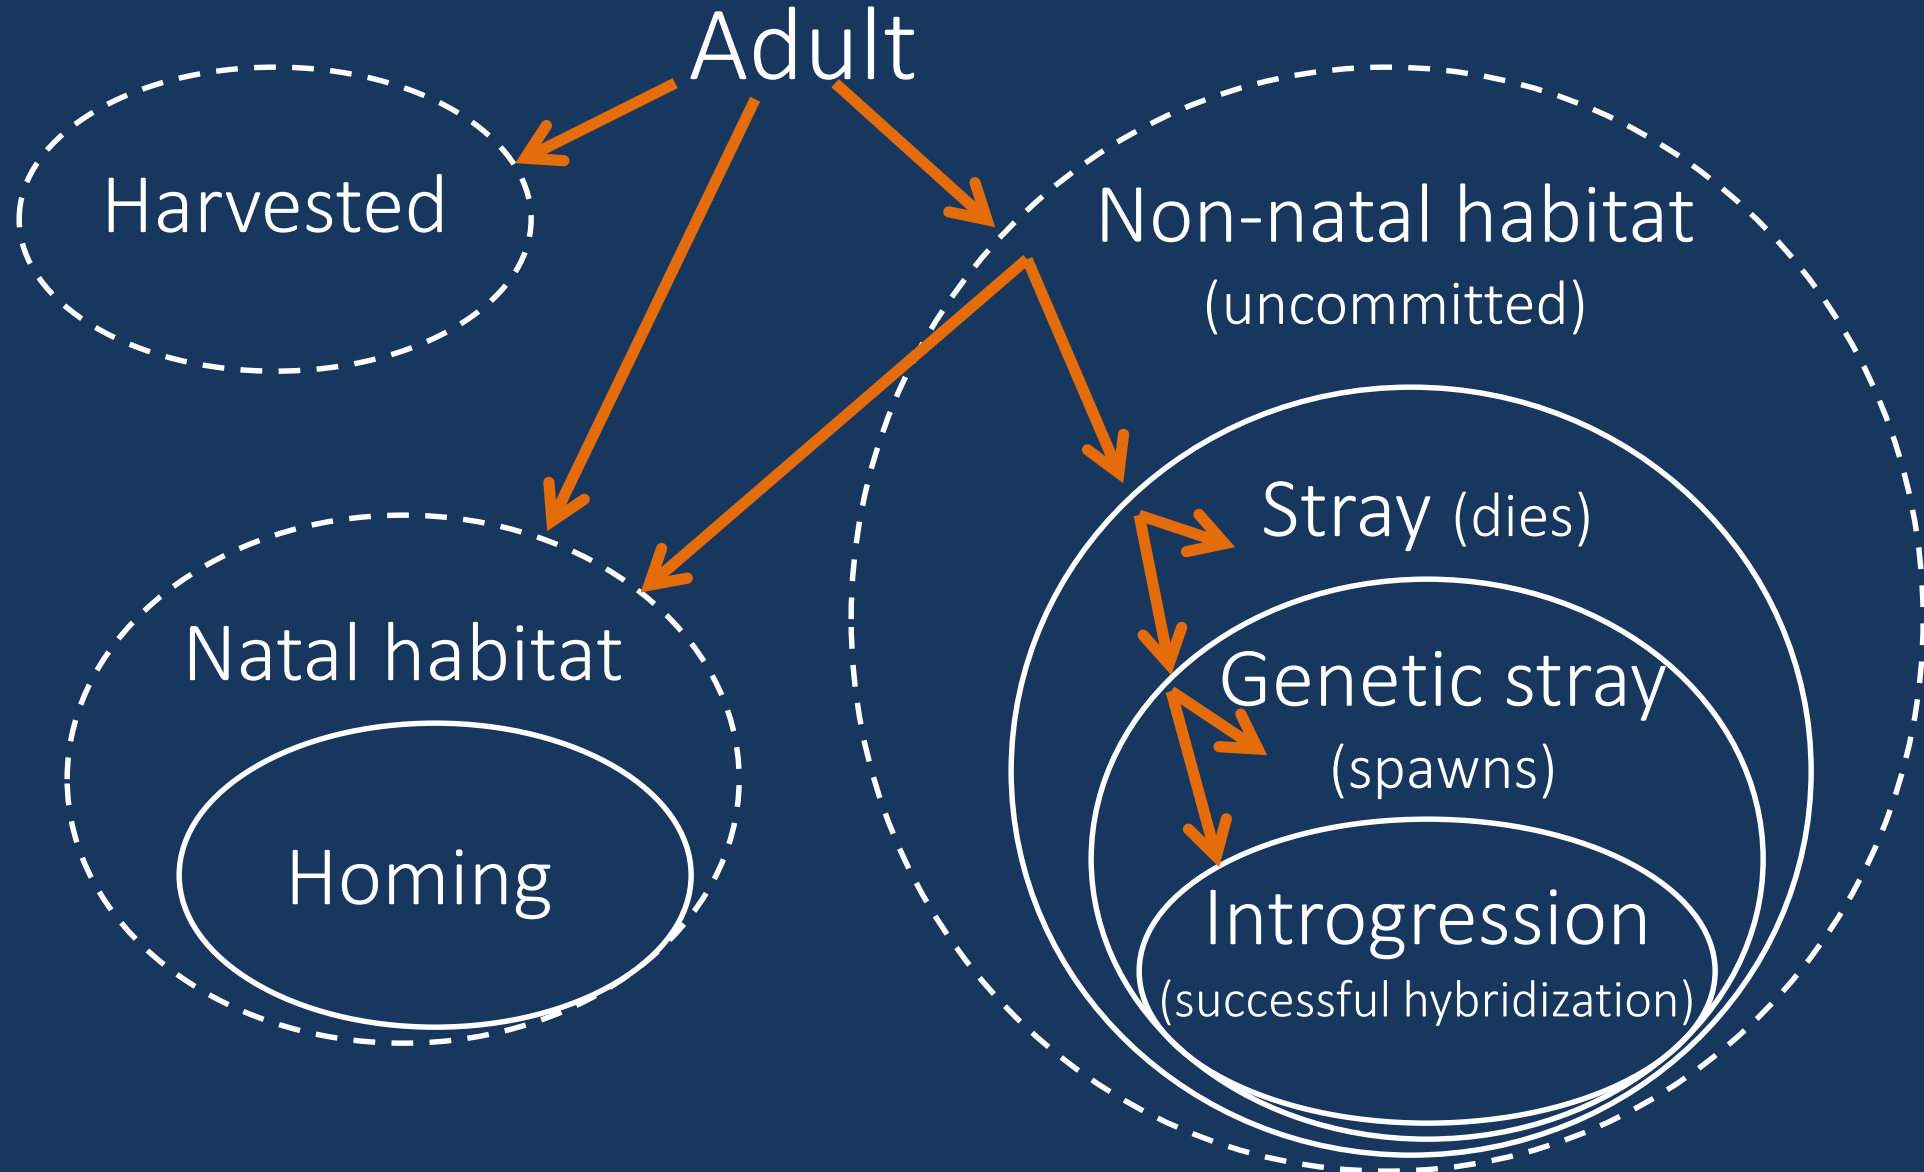 Adult
Harvested
Non-natal habitat
(uncommitted)
Stray (dies)
Natal habitat
Genetic stray
(spawns)
Homing
Introgression
(successful hybridization)